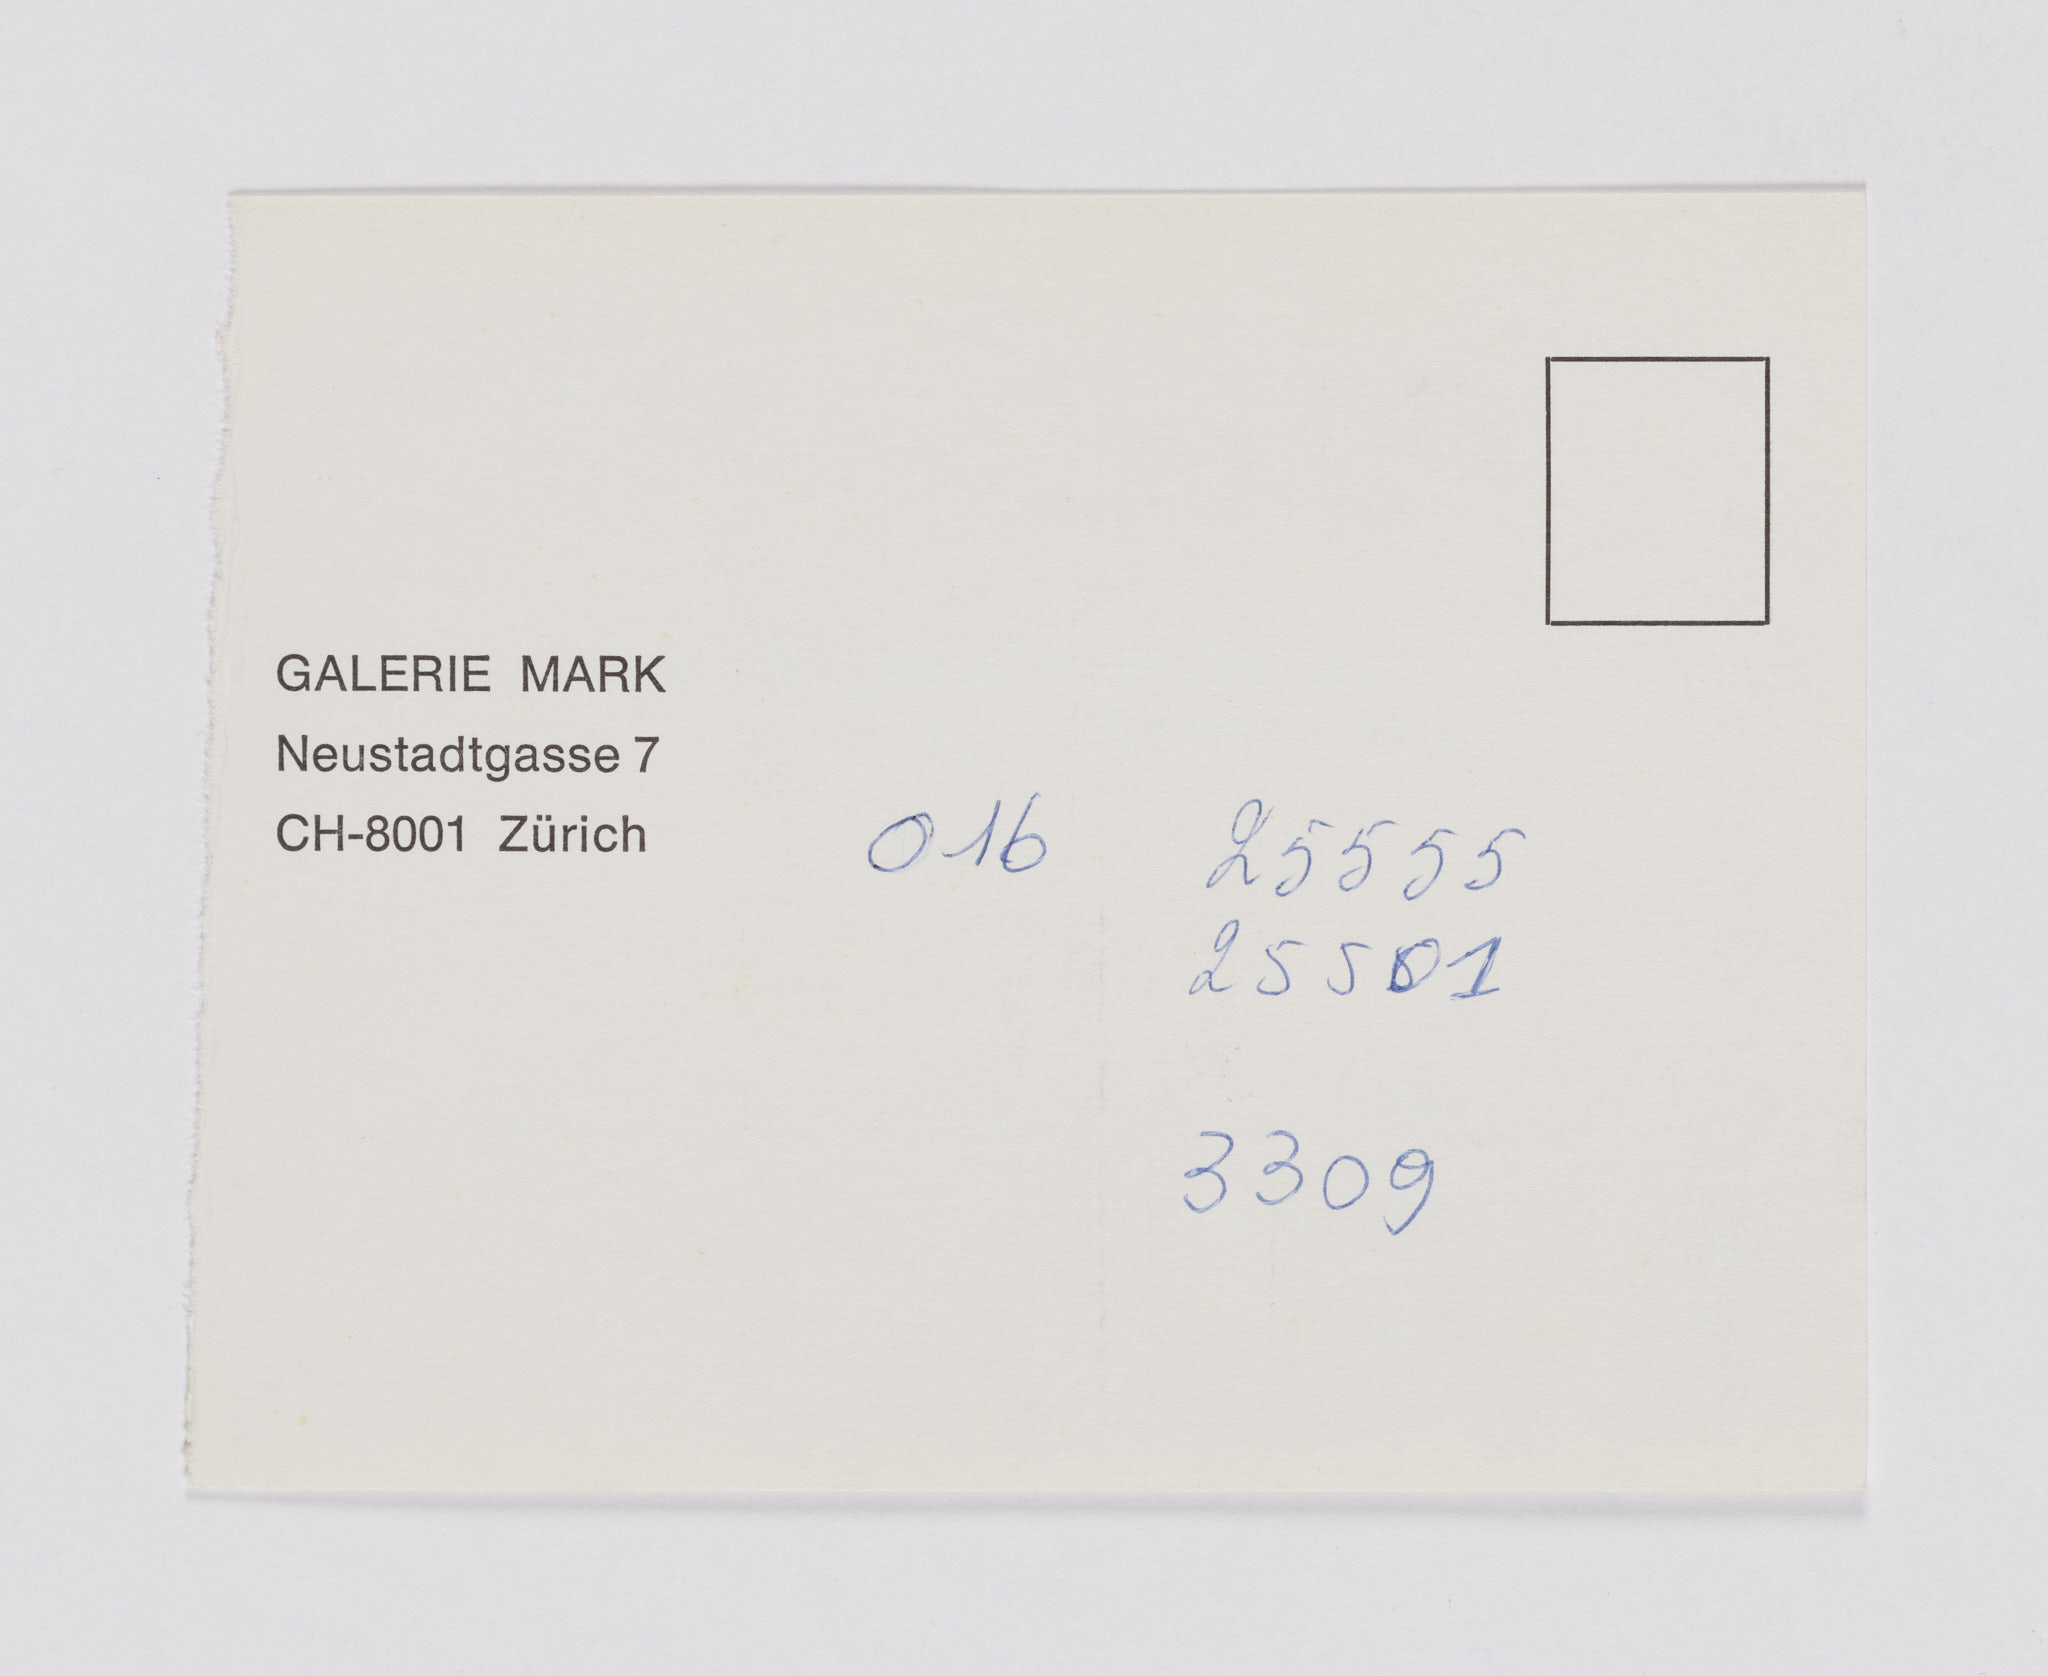 GALERIE MARK
Neustadtgasse 7
CH-8001 Zürich
016 25555
25501
3309